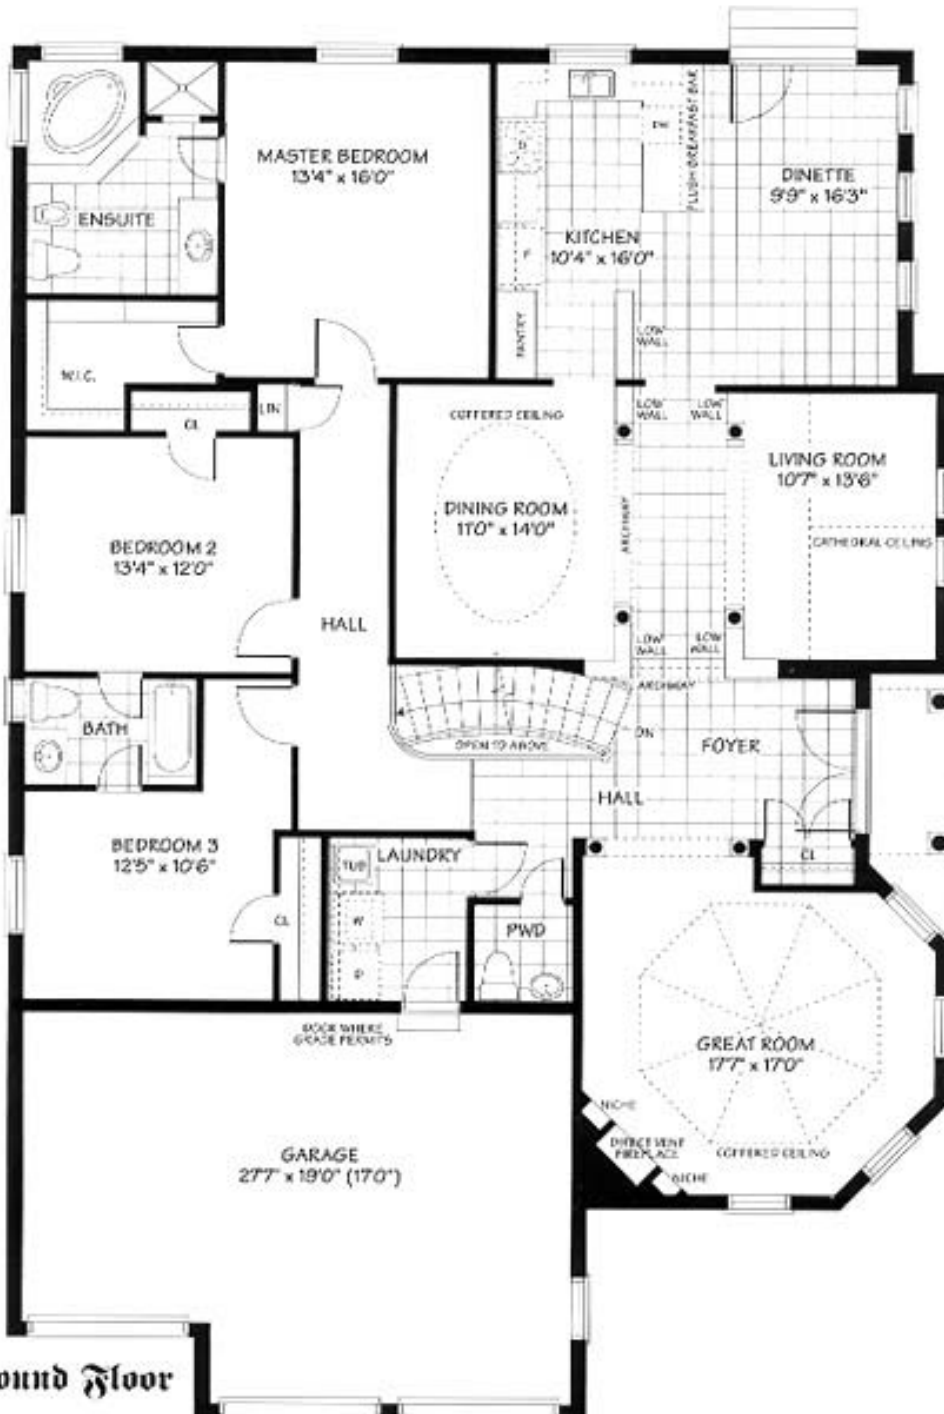 MASTER BEDROOM
13'4" x 16'0"
ENSUITE
D
DW
FLUSH BREAKFAST BAR
DINETTE
9'9" x 16'3"
KITCHEN
10'4" x 16'0"
F
PANTRY
LOW
WALL
W.I.C.
CL
LIN
COFFERED CEILING
LOW
WALL
LOW
WALL
DINING ROOM
11'0" x 14'0"
ARCHWAY
LIVING ROOM
10'7" x 13'6"
CATHEDRAL CEILING
BEDROOM 2
13'4" x 12'0"
HALL
LOW
WALL
LOW
WALL
ARCHWAY
BATH
OPEN TO ABOVE
DN
FOYER
HALL
BEDROOM 3
12'5" x 10'6"
CL
LAUNDRY
TUB
W
D
PWD
CL
DOOR WHERE
GRADE PERMITS
GREAT ROOM
17'7" x 17'0"
NICHE
DIRECT VENT
FIREPLACE
NICHE
COFFERED CEILING
GARAGE
27'7" x 19'0" (17'0")
ound Floor